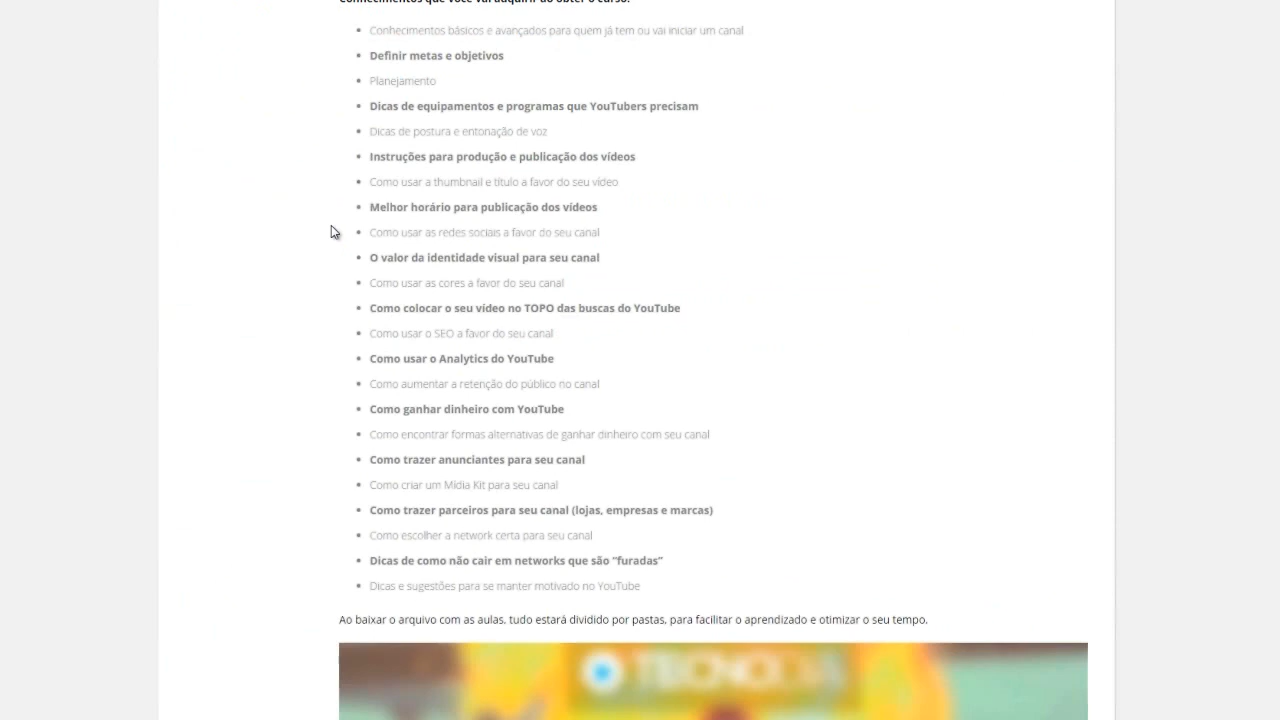 Conhecimentos que você vai adquirir ao obter o curso:
Conhecimentos básicos e avançados para quem já tem ou vai iniciar um canal
Definir metas e objetivos
Planejamento
Dicas de equipamentos e programas que YouTubers precisam
Dicas de postura e entonação de voz
Instruções para produção e publicação dos vídeos
Como usar a thumbnail e título a favor do seu vídeo
Melhor horário para publicação dos vídeos
Como usar as redes sociais a favor do seu canal
O valor da identidade visual para seu canal
Como usar as cores a favor do seu canal
Como colocar o seu vídeo no TOPO das buscas do YouTube
Como usar o SEO a favor do seu canal
Como usar o Analytics do YouTube
Como aumentar a retenção do público no canal
Como ganhar dinheiro com YouTube
Como encontrar formas alternativas de ganhar dinheiro com seu canal
Como trazer anunciantes para seu canal
Como criar um Mídia Kit para seu canal
Como trazer parceiros para seu canal (lojas, empresas e marcas)
Como escolher a network certa para seu canal
Dicas de como não cair em networks que são “furadas”
Dicas e sugestões para se manter motivado no YouTube
Ao baixar o arquivo com as aulas, tudo estará dividido por pastas, para facilitar o aprendizado e otimizar o seu tempo.